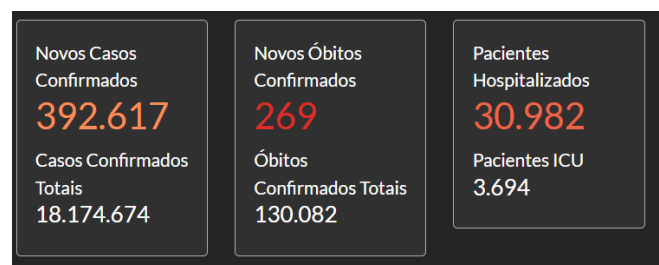 Novos Casos
Confirmados
392.617
Casos Confirmados
Totais
18.174.674
Novos Óbitos
Confirmados
269
Óbitos
Confirmados Totais
130.082
Pacientes
Hospitalizados
30.982
Pacientes ICU
3.694